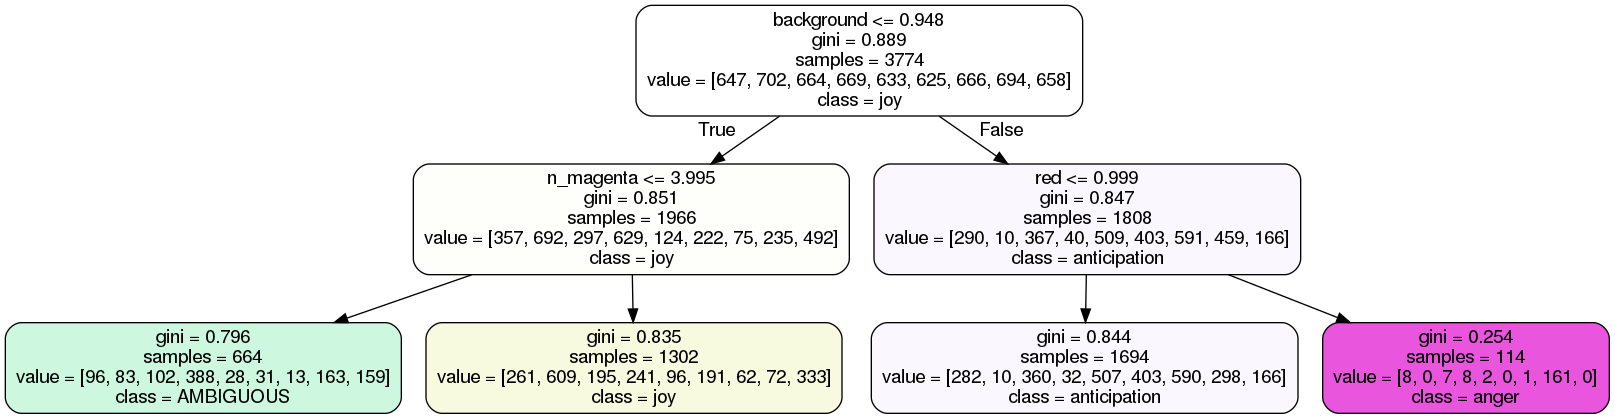 background <= 0.948
gini = 0.889
samples = 3774
value = [647, 702, 664, 669, 633, 625, 666, 694, 658]
class = joy
True
False
n_magenta <= 3.995
gini = 0.851
samples = 1966
value = [357, 692, 297, 629, 124, 222, 75, 235, 492]
class = joy
red <= 0.999
gini = 0.847
samples = 1808
value = [290, 10, 367, 40, 509, 403, 591, 459, 166]
class = anticipation
gini = 0.796
samples = 664
value = [96, 83, 102, 388, 28, 31, 13, 163, 159]
class = AMBIGUOUS
gini = 0.835
samples = 1302
value = [261, 609, 195, 241, 96, 191, 62, 72, 333]
class = joy
gini = 0.844
samples = 1694
value = [282, 10, 360, 32, 507, 403, 590, 298, 166]
class = anticipation
gini = 0.254
samples = 114
value = [8, 0, 7, 8, 2, 0, 1, 161, 0]
class = anger